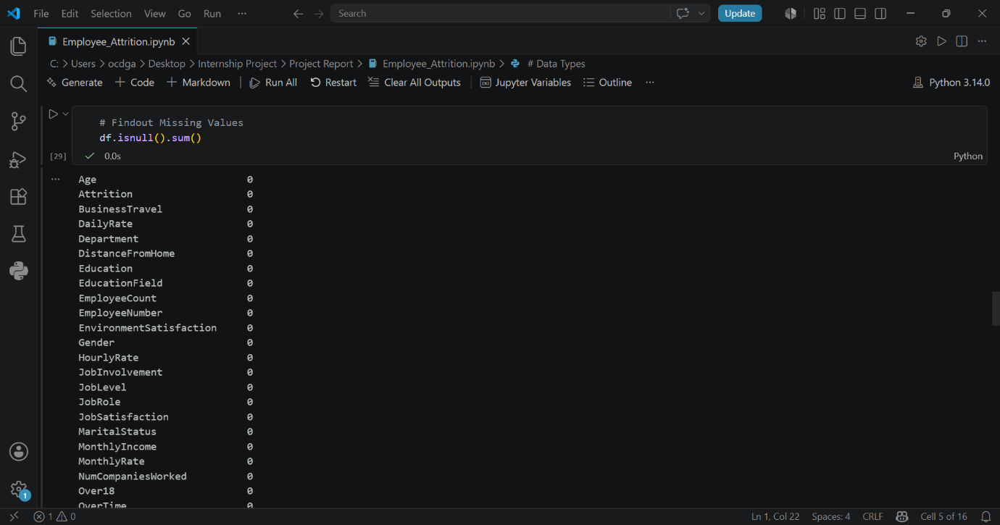 File Edit Selection View Go Run ··· Search Update
Employee_Attrition.ipynb
C: > Users > ocdga > Desktop > Internship Project > Project Report > Employee_Attrition.ipynb > # Data Types
Generate + Code + Markdown Run All Restart Clear All Outputs Jupyter Variables Outline ··· Python 3.14.0
# Findout Missing Values
df.isnull().sum()
[29] 0.0s Python
Age 0
Attrition 0
BusinessTravel 0
DailyRate 0
Department 0
DistanceFromHome 0
Education 0
EducationField 0
EmployeeCount 0
EmployeeNumber 0
EnvironmentSatisfaction 0
Gender 0
HourlyRate 0
JobInvolvement 0
JobLevel 0
JobRole 0
JobSatisfaction 0
MaritalStatus 0
MonthlyIncome 0
MonthlyRate 0
NumCompaniesWorked 0
Over18 0
OverTime 0
1
1 0 Ln 1, Col 22 Spaces: 4 CRLF Cell 5 of 16